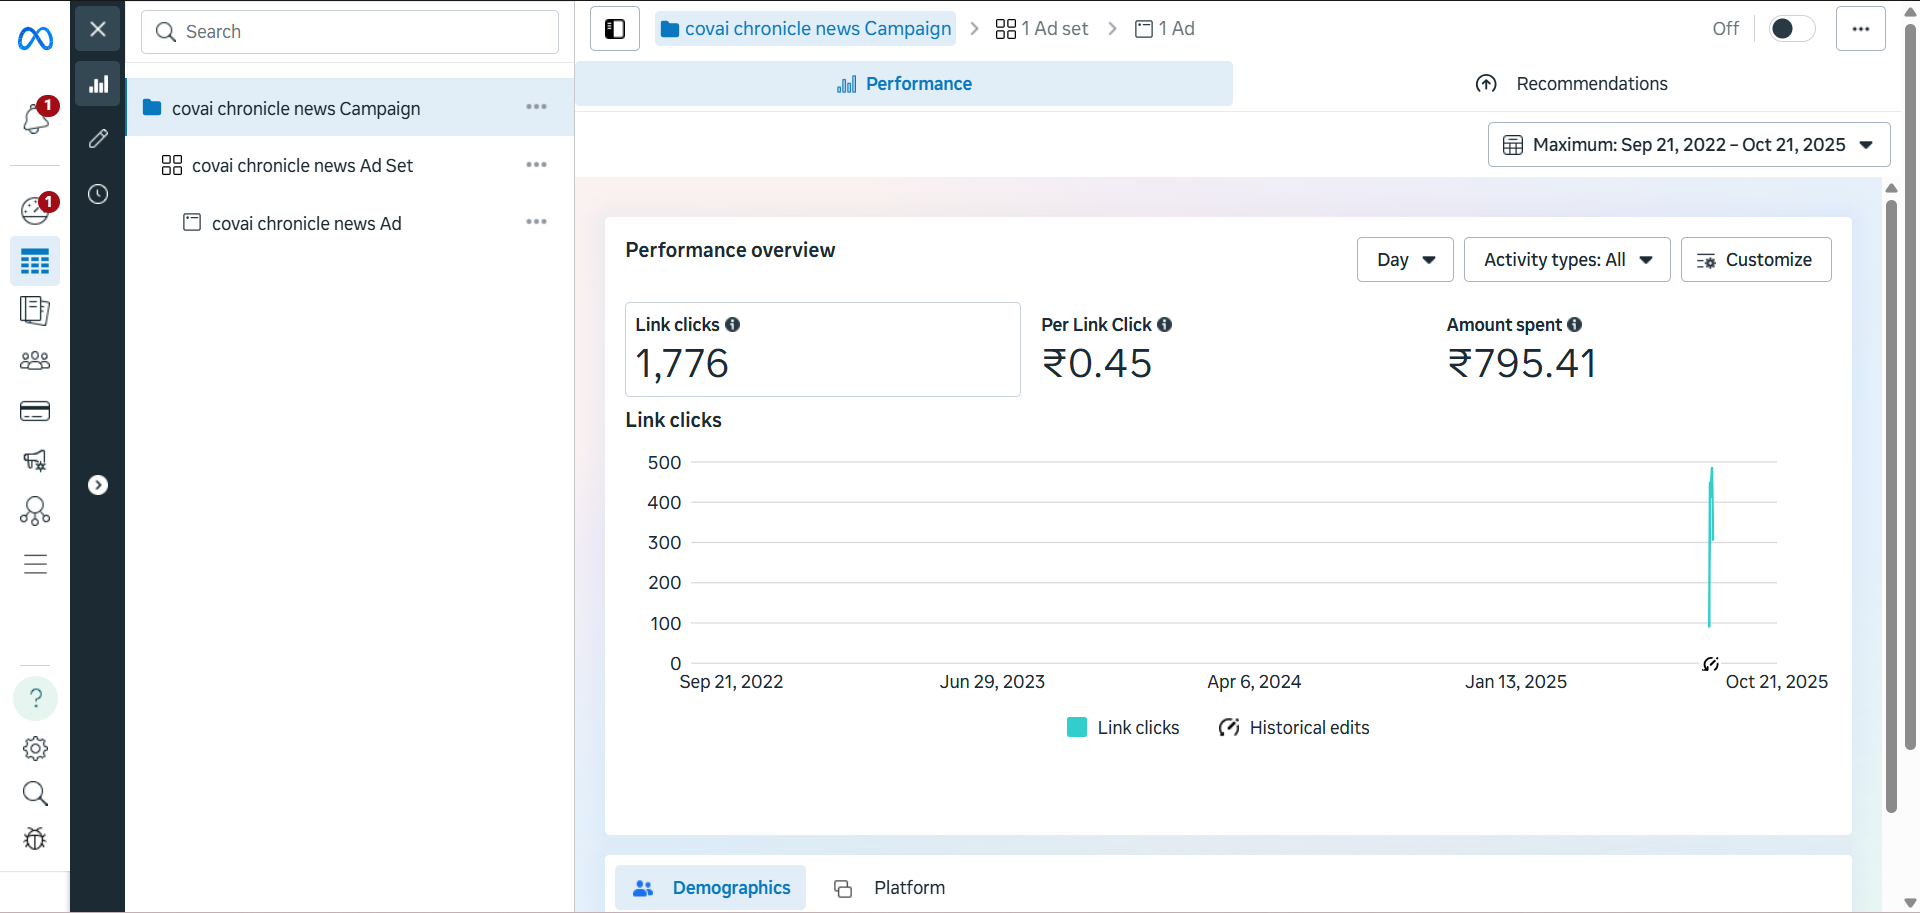 Search
covai chronicle news Campaign
1 Ad set
1 Ad
Off
1
1
covai chronicle news Campaign
covai chronicle news Ad Set
covai chronicle news Ad
Performance
Recommendations
Maximum: Sep 21, 2022 – Oct 21, 2025
Performance overview
Day
Activity types: All
Customize
Link clicks
1,776
Per Link Click
₹0.45
Amount spent
₹795.41
Link clicks
500
400
300
200
100
0
Sep 21, 2022
Jun 29, 2023
Apr 6, 2024
Jan 13, 2025
Oct 21, 2025
Link clicks
Historical edits
Demographics
Platform